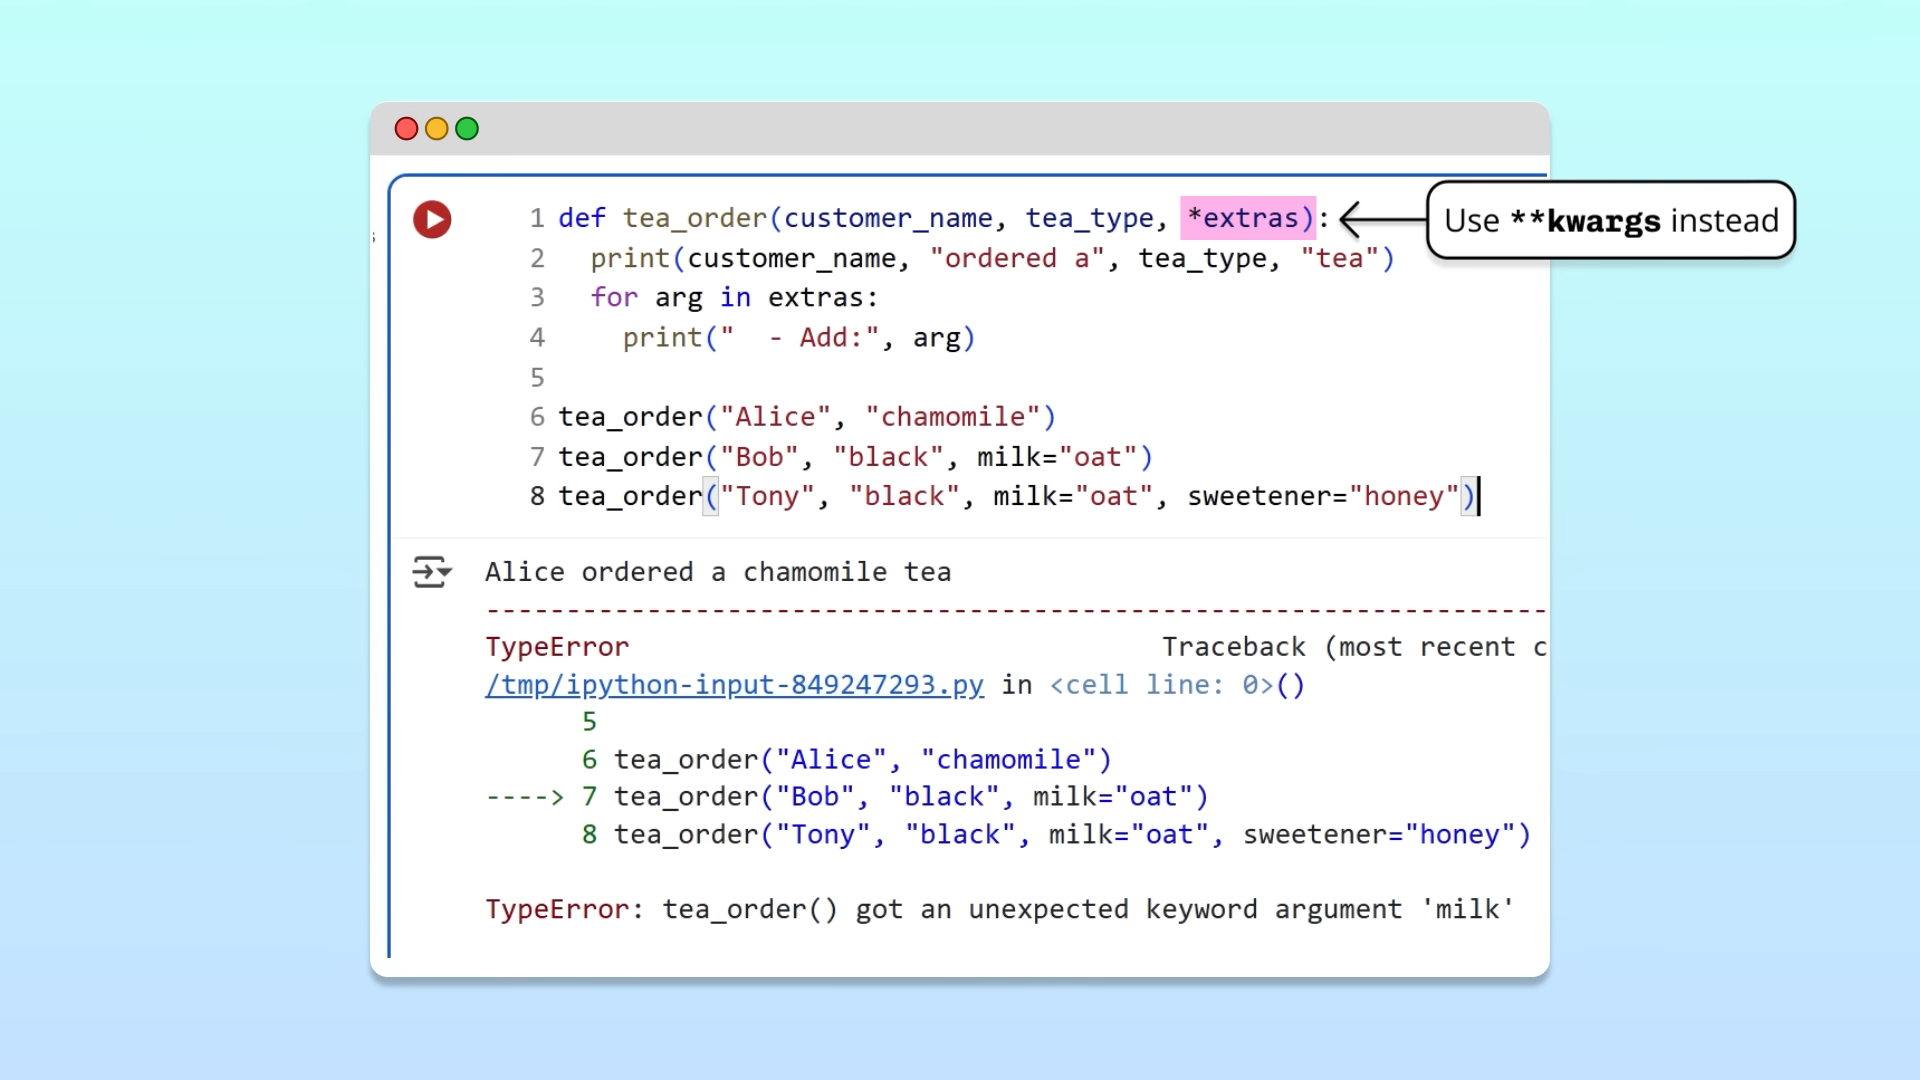 1 def tea_order(customer_name, tea_type, *extras):
Use **kwargs instead
2   print(customer_name, "ordered a", tea_type, "tea")
3   for arg in extras:
4     print("  - Add:", arg)
5
6 tea_order("Alice", "chamomile")
7 tea_order("Bob", "black", milk="oat")
8 tea_order("Tony", "black", milk="oat", sweetener="honey")
Alice ordered a chamomile tea
------------------------------------------------------------------
TypeError                                 Traceback (most recent c
/tmp/ipython-input-849247293.py in <cell line: 0>()
      5
      6 tea_order("Alice", "chamomile")
----> 7 tea_order("Bob", "black", milk="oat")
      8 tea_order("Tony", "black", milk="oat", sweetener="honey")
TypeError: tea_order() got an unexpected keyword argument 'milk'